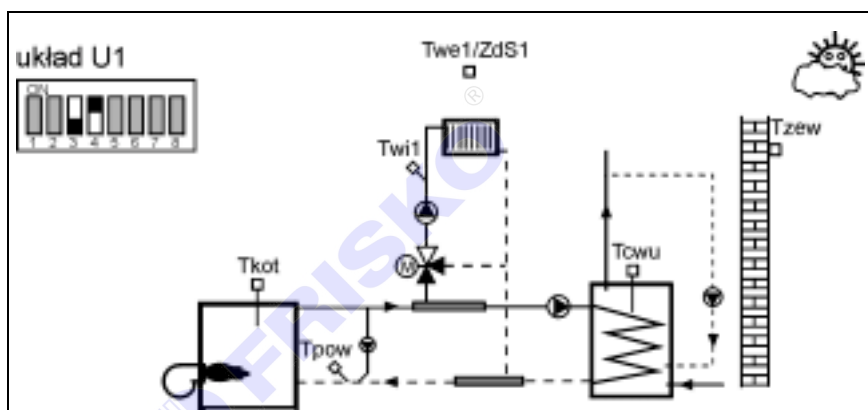 układ U1
Twe1/ZdS1
ON
1 2 3 4 5 6 7 8
®
Tzew
Twi1
Tkot
M
Tcwu
Tpow
FRISKO